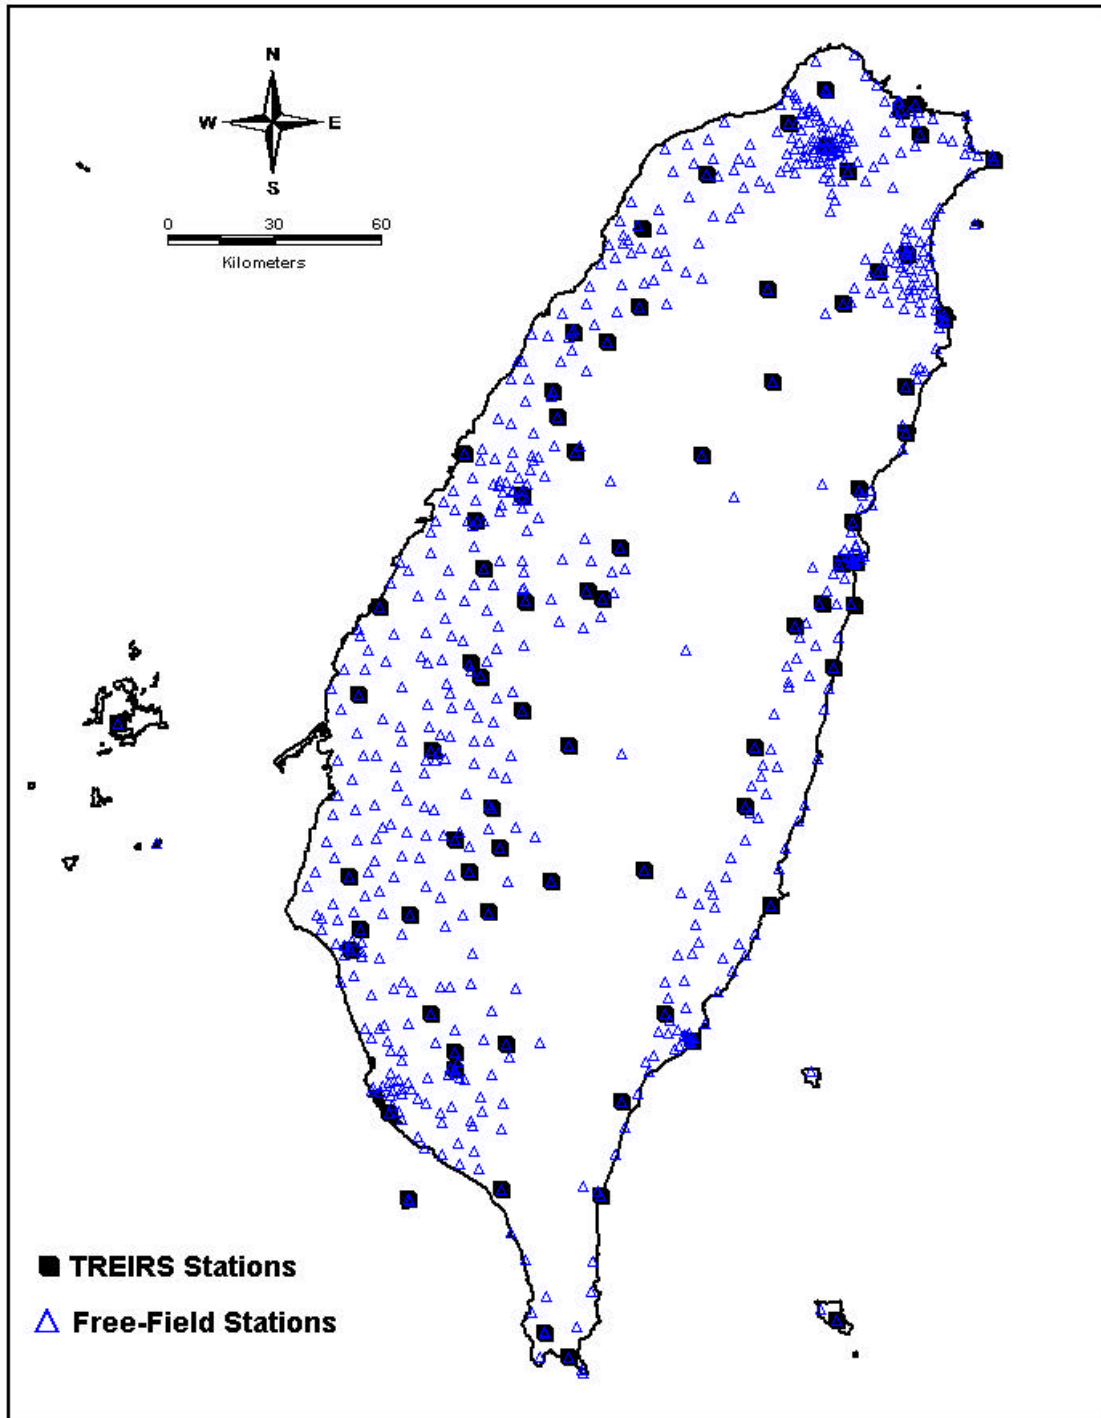 N
W E
S
0 30 60
Kilometers
TREIRS Stations
Free-Field Stations